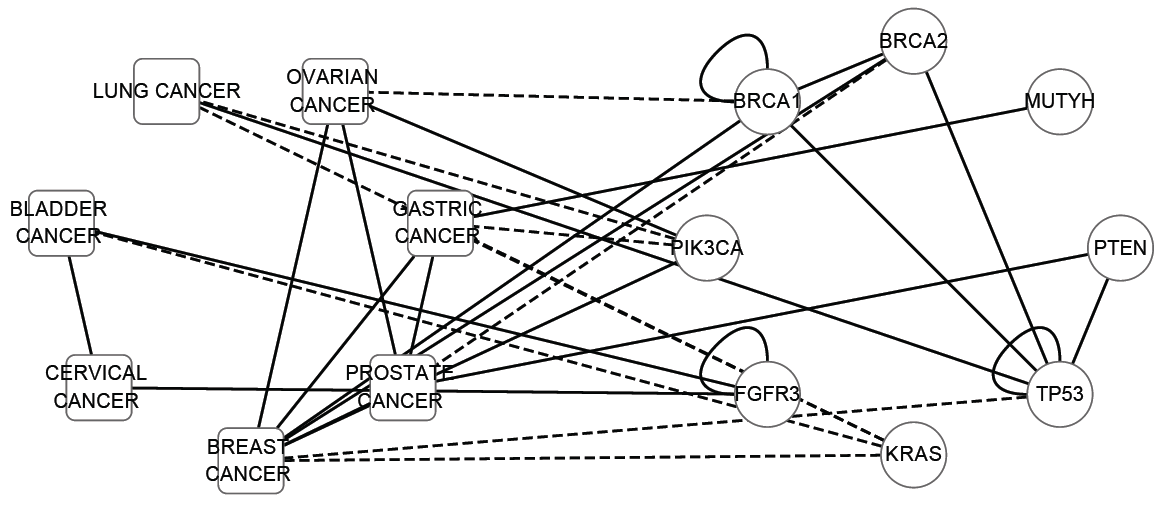 BRCA2
LUNG CANCER
OVARIAN
CANCER
BRCA1
MUTYH
BLADDER
CANCER
GASTRIC
CANCER
PIK3CA
PTEN
CERVICAL
CANCER
PROSTATE
CANCER
FGFR3
TP53
BREAST
CANCER
KRAS